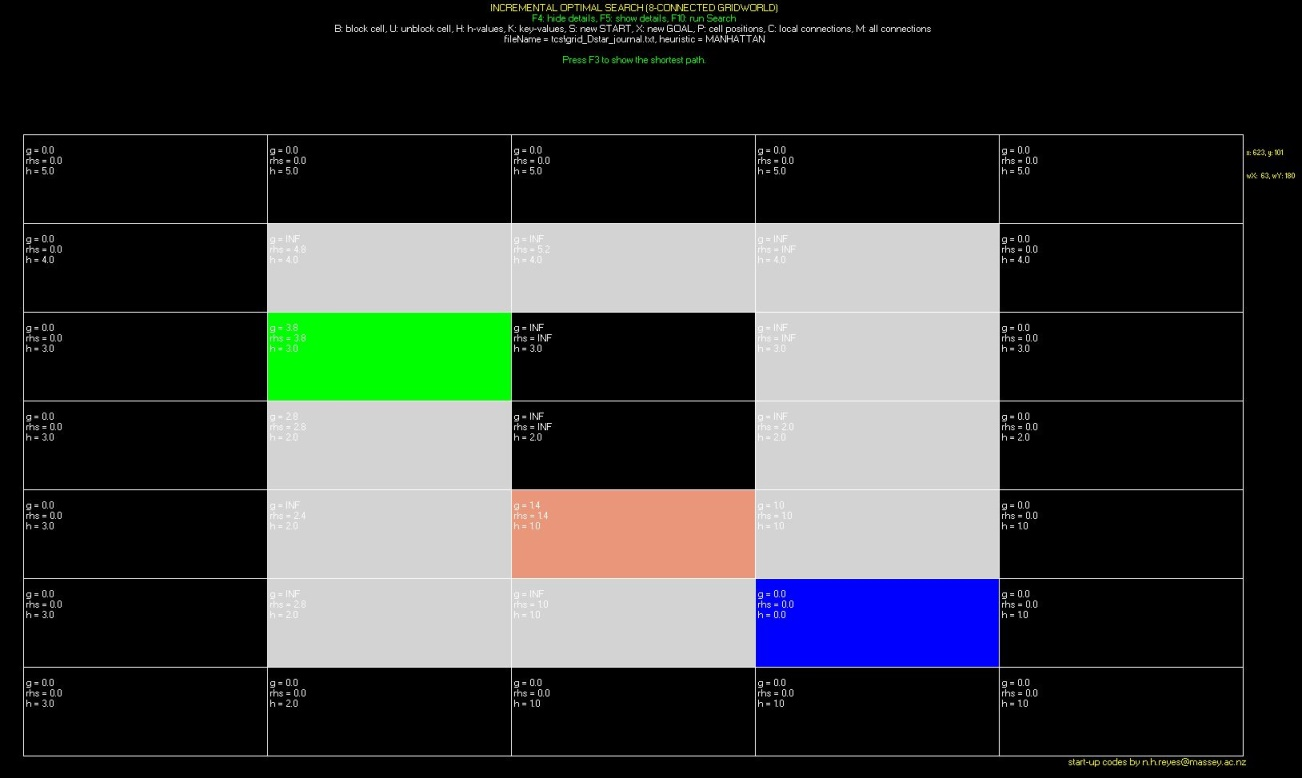 INCREMENTAL OPTIMAL SEARCH (8-CONNECTED GRIDWORLD)
F4: hide details, F5: show details, F10: run Search
B: block cell, U: unblock cell, H: h-values, K: key-values, S: new START, X: new GOAL, P: cell positions, C: local connections, M: all connections
fileName = tcs\grid_Dstar_journal.txt, heuristic = MANHATTAN
Press F3 to show the shortest path.
x: 623, y: 101
wX: 63, wY: 180
g = 0.0
rhs = 0.0
h = 5.0
g = 0.0
rhs = 0.0
h = 5.0
g = 0.0
rhs = 0.0
h = 5.0
g = 0.0
rhs = 0.0
h = 5.0
g = 0.0
rhs = 0.0
h = 5.0
g = 0.0
rhs = 0.0
h = 4.0
g = INF
rhs = 4.8
h = 4.0
g = INF
rhs = 5.2
h = 4.0
g = INF
rhs = INF
h = 4.0
g = 0.0
rhs = 0.0
h = 4.0
g = 0.0
rhs = 0.0
h = 3.0
g = 3.8
rhs = 3.8
h = 3.0
g = INF
rhs = INF
h = 3.0
g = INF
rhs = INF
h = 3.0
g = 0.0
rhs = 0.0
h = 3.0
g = 0.0
rhs = 0.0
h = 3.0
g = 2.8
rhs = 2.8
h = 2.0
g = INF
rhs = INF
h = 2.0
g = INF
rhs = 2.0
h = 2.0
g = 0.0
rhs = 0.0
h = 2.0
g = 0.0
rhs = 0.0
h = 3.0
g = INF
rhs = 2.4
h = 2.0
g = 1.4
rhs = 1.4
h = 1.0
g = 1.0
rhs = 1.0
h = 1.0
g = 0.0
rhs = 0.0
h = 1.0
g = 0.0
rhs = 0.0
h = 3.0
g = INF
rhs = 2.8
h = 2.0
g = INF
rhs = 1.0
h = 1.0
g = 0.0
rhs = 0.0
h = 0.0
g = 0.0
rhs = 0.0
h = 1.0
g = 0.0
rhs = 0.0
h = 3.0
g = 0.0
rhs = 0.0
h = 2.0
g = 0.0
rhs = 0.0
h = 1.0
g = 0.0
rhs = 0.0
h = 1.0
g = 0.0
rhs = 0.0
h = 1.0
start-up codes by n.h.reyes@massey.ac.nz